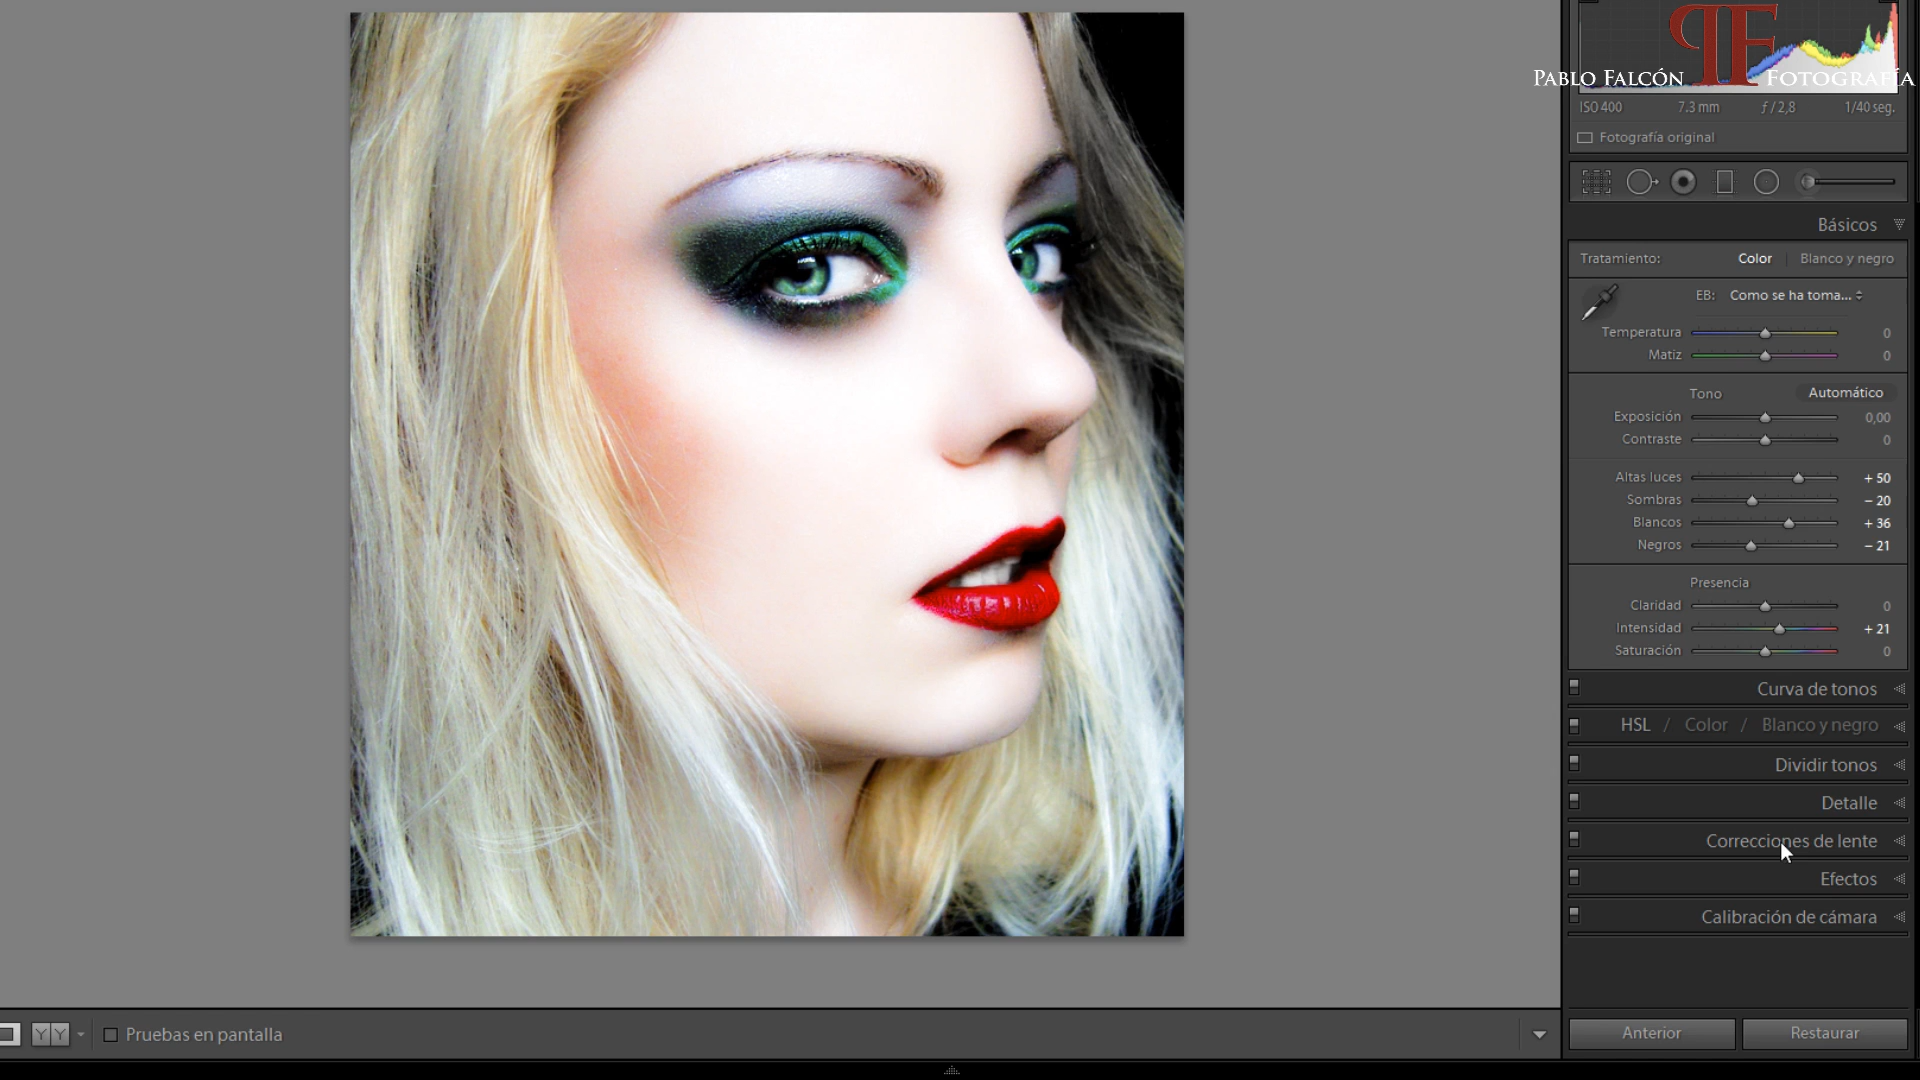 PF
PABLO FALCÓN FOTOGRAFÍA
ISO 400 7.3 mm ƒ / 2,8 1/40 seg.
Fotografía original
Básicos
Tratamiento: Color Blanco y negro
EB: Como se ha toma...
Temperatura 0
Matiz 0
Tono Automático
Exposición 0,00
Contraste 0
Altas luces + 50
Sombras − 20
Blancos + 36
Negros − 21
Presencia
Claridad 0
Intensidad + 21
Saturación 0
Curva de tonos
HSL / Color / Blanco y negro
Dividir tonos
Detalle
Correcciones de lente
Efectos
Calibración de cámara
YY Pruebas en pantalla
Anterior Restaurar